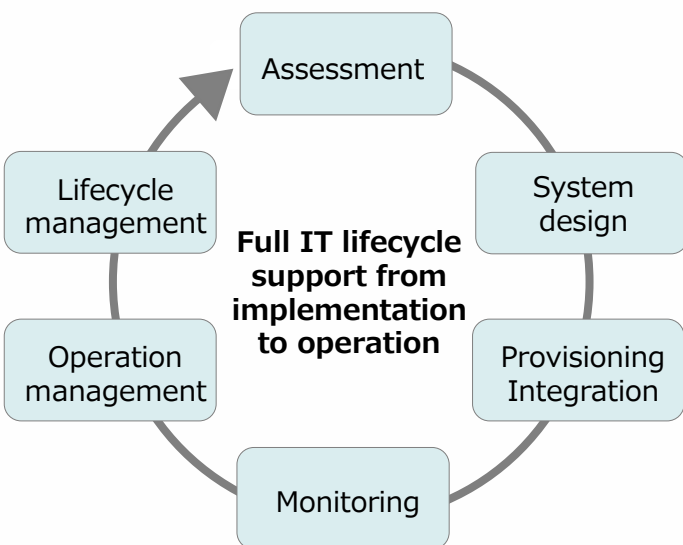 Assessment
System
design
Provisioning
Integration
Monitoring
Operation
management
Lifecycle
management
Full IT lifecycle
support from
implementation
to operation